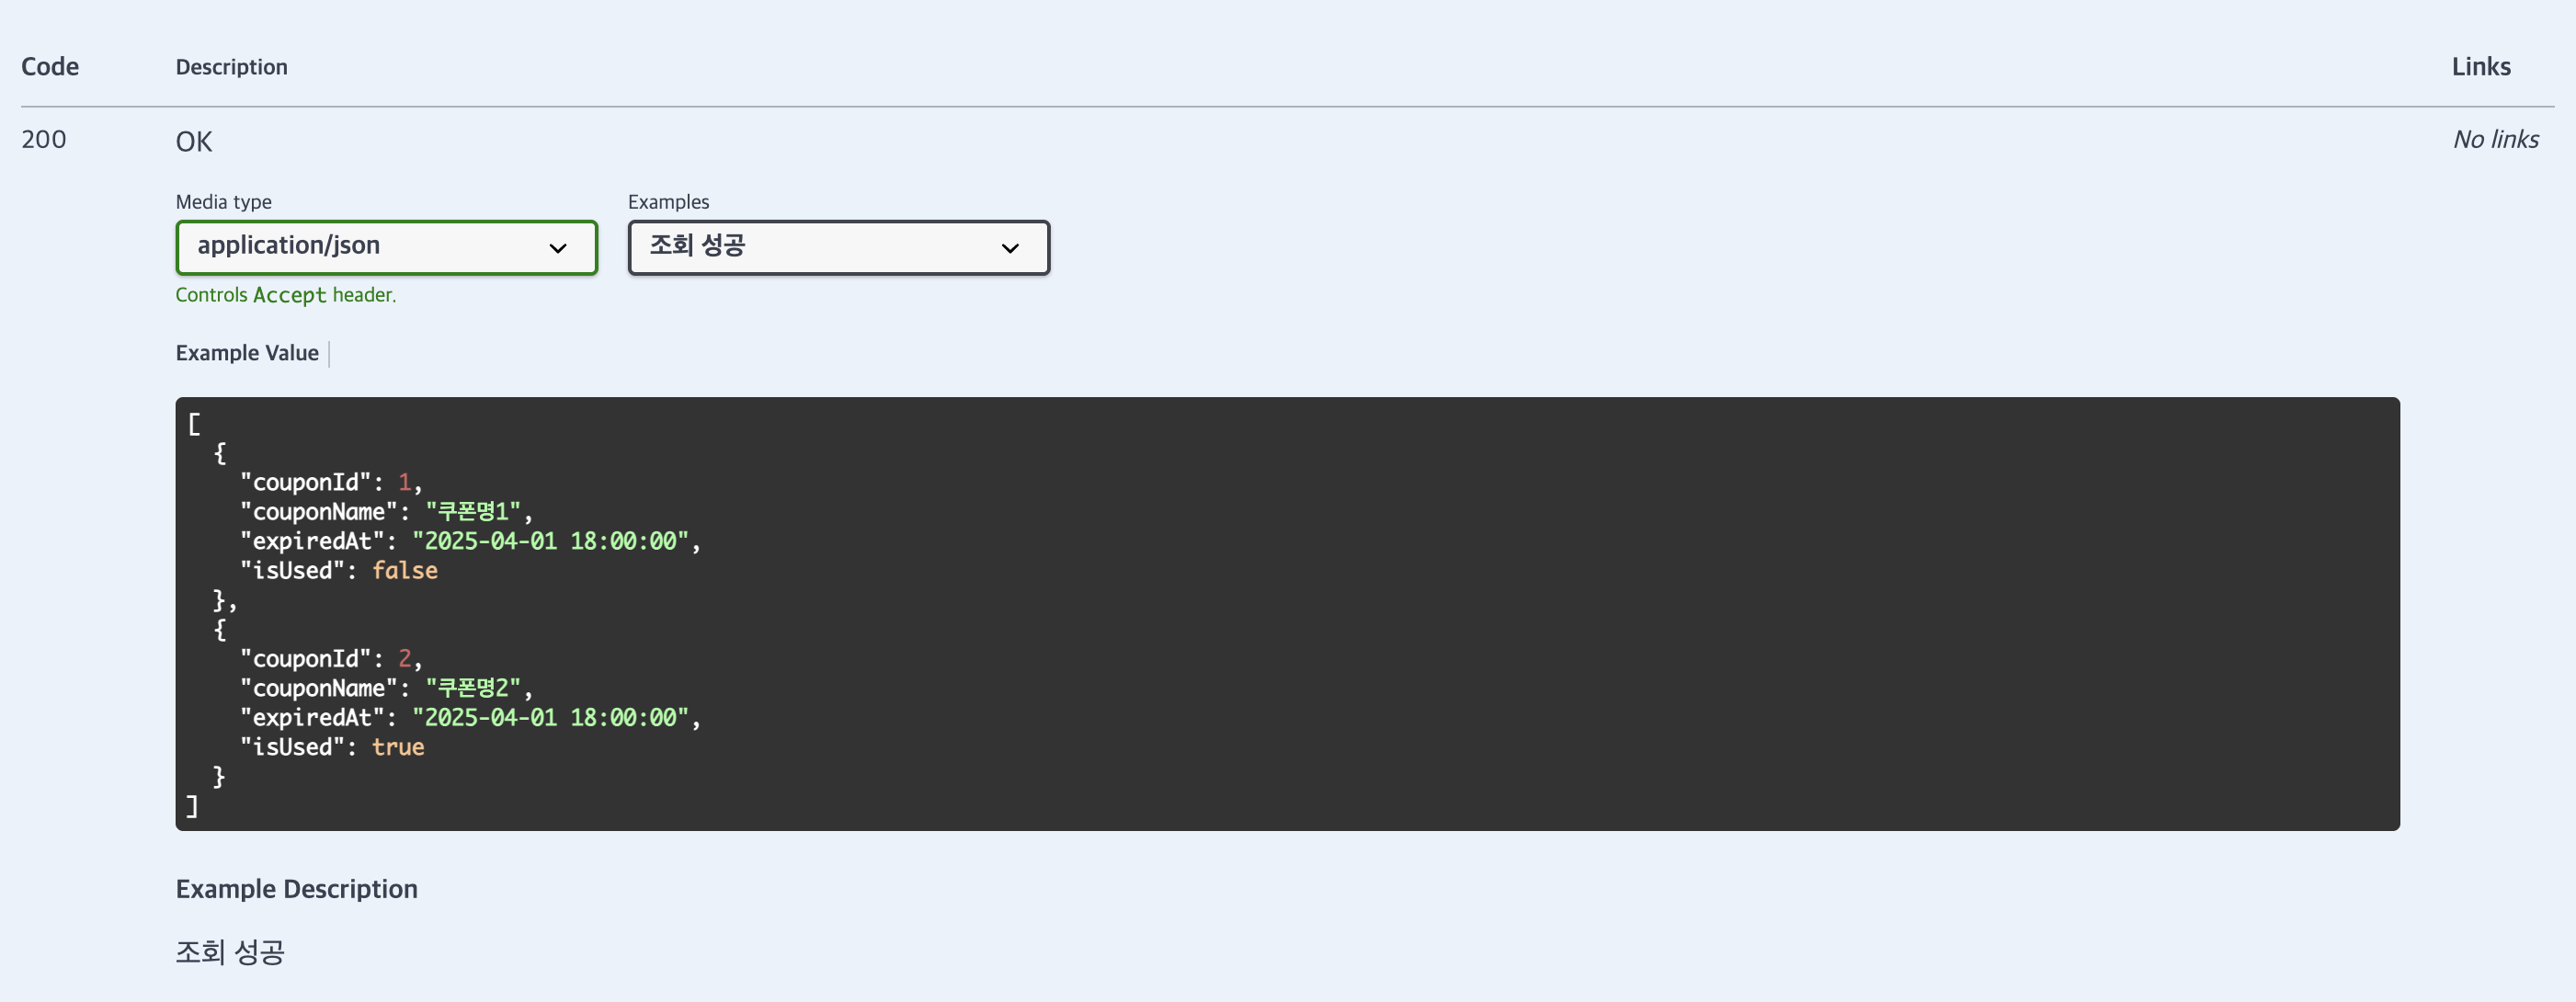 Code Description Links
200 OK No links
Media type Examples
application/json 조회 성공
Controls Accept header.
Example Value
[
  {
    "couponId": 1,
    "couponName": "쿠폰명1",
    "expiredAt": "2025-04-01 18:00:00",
    "isUsed": false
  },
  {
    "couponId": 2,
    "couponName": "쿠폰명2",
    "expiredAt": "2025-04-01 18:00:00",
    "isUsed": true
  }
]
Example Description
조회 성공